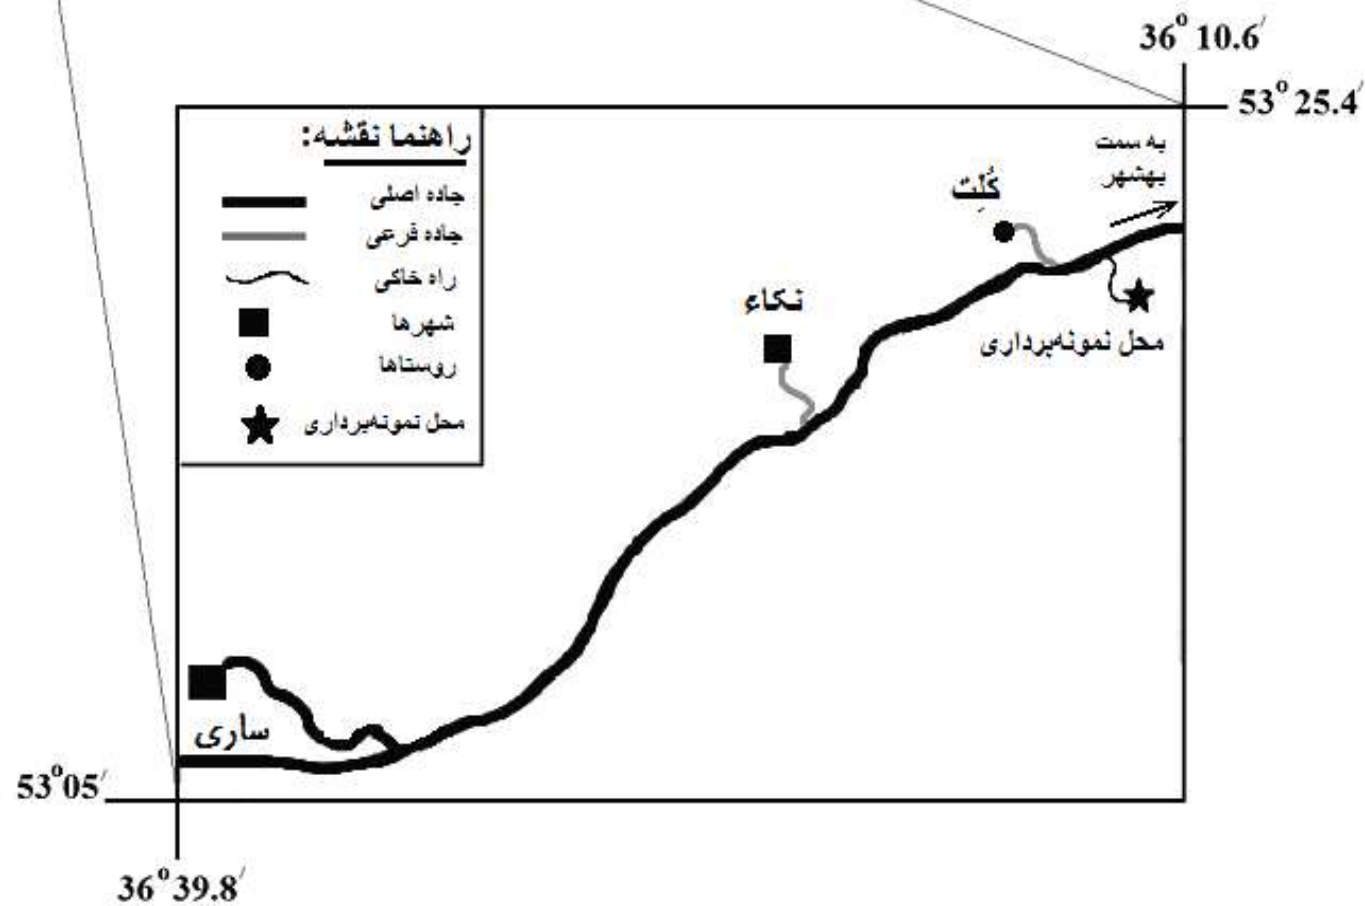 36° 10.6′
53° 25.4′
راهنما نقشه:
جاده اصلی
جاده فرعی
راه خاکی
شهرها
روستاها
محل نمونه‌برداری
به سمت
بهشهر
کُلِت
نکاء
محل نمونه‌برداری
ساری
53°05′
36°39.8′